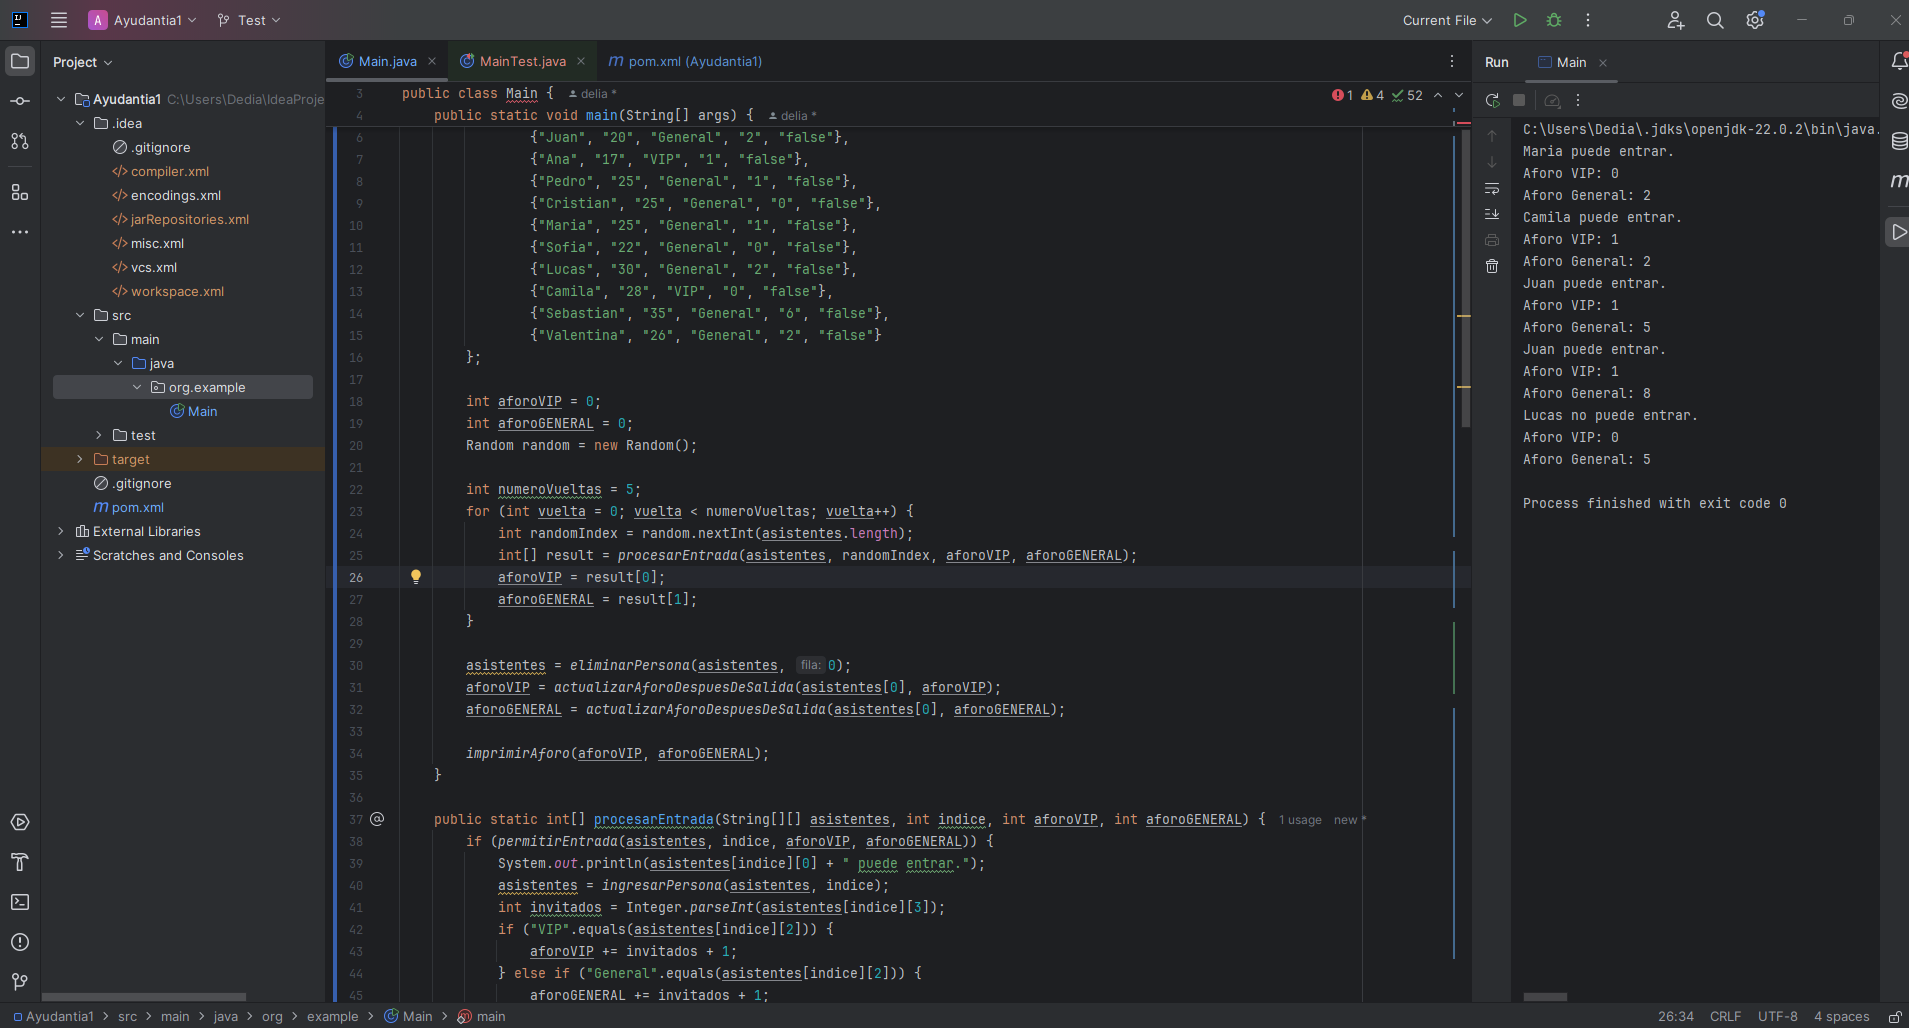 A Ayudantia1 Test Current File
Project
Main.java MainTest.java pom.xml (Ayudantia1)
Run Main
Ayudantia1 C:\Users\Dedia\IdeaProje
.idea
.gitignore
compiler.xml
encodings.xml
jarRepositories.xml
misc.xml
vcs.xml
workspace.xml
src
main
java
org.example
Main
test
target
.gitignore
pom.xml
External Libraries
Scratches and Consoles
1 4 52
3 public class Main { delia *
4 public static void main(String[] args) { delia *
6 {"Juan", "20", "General", "2", "false"},
7 {"Ana", "17", "VIP", "1", "false"},
8 {"Pedro", "25", "General", "1", "false"},
9 {"Cristian", "25", "General", "0", "false"},
10 {"Maria", "25", "General", "1", "false"},
11 {"Sofia", "22", "General", "0", "false"},
12 {"Lucas", "30", "General", "2", "false"},
13 {"Camila", "28", "VIP", "0", "false"},
14 {"Sebastian", "35", "General", "6", "false"},
15 {"Valentina", "26", "General", "2", "false"}
16 };
17
18 int aforoVIP = 0;
19 int aforoGENERAL = 0;
20 Random random = new Random();
21
22 int numeroVueltas = 5;
23 for (int vuelta = 0; vuelta < numeroVueltas; vuelta++) {
24 int randomIndex = random.nextInt(asistentes.length);
25 int[] result = procesarEntrada(asistentes, randomIndex, aforoVIP, aforoGENERAL);
26 aforoVIP = result[0];
27 aforoGENERAL = result[1];
28 }
29
30 asistentes = eliminarPersona(asistentes, fila: 0);
31 aforoVIP = actualizarAforoDespuesDeSalida(asistentes[0], aforoVIP);
32 aforoGENERAL = actualizarAforoDespuesDeSalida(asistentes[0], aforoGENERAL);
33
34 imprimirAforo(aforoVIP, aforoGENERAL);
35 }
36
37 public static int[] procesarEntrada(String[][] asistentes, int indice, int aforoVIP, int aforoGENERAL) { 1 usage new *
38 if (permitirEntrada(asistentes, indice, aforoVIP, aforoGENERAL)) {
39 System.out.println(asistentes[indice][0] + " puede entrar.");
40 asistentes = ingresarPersona(asistentes, indice);
41 int invitados = Integer.parseInt(asistentes[indice][3]);
42 if ("VIP".equals(asistentes[indice][2])) {
43 aforoVIP += invitados + 1;
44 } else if ("General".equals(asistentes[indice][2])) {
45 aforoGENERAL += invitados + 1;
C:\Users\Dedia\.jdks\openjdk-22.0.2\bin\java.
Maria puede entrar.
Aforo VIP: 0
Aforo General: 2
Camila puede entrar.
Aforo VIP: 1
Aforo General: 2
Juan puede entrar.
Aforo VIP: 1
Aforo General: 5
Juan puede entrar.
Aforo VIP: 1
Aforo General: 8
Lucas no puede entrar.
Aforo VIP: 0
Aforo General: 5
Process finished with exit code 0
Ayudantia1 > src > main > java > org > example > Main > main
26:34 CRLF UTF-8 4 spaces